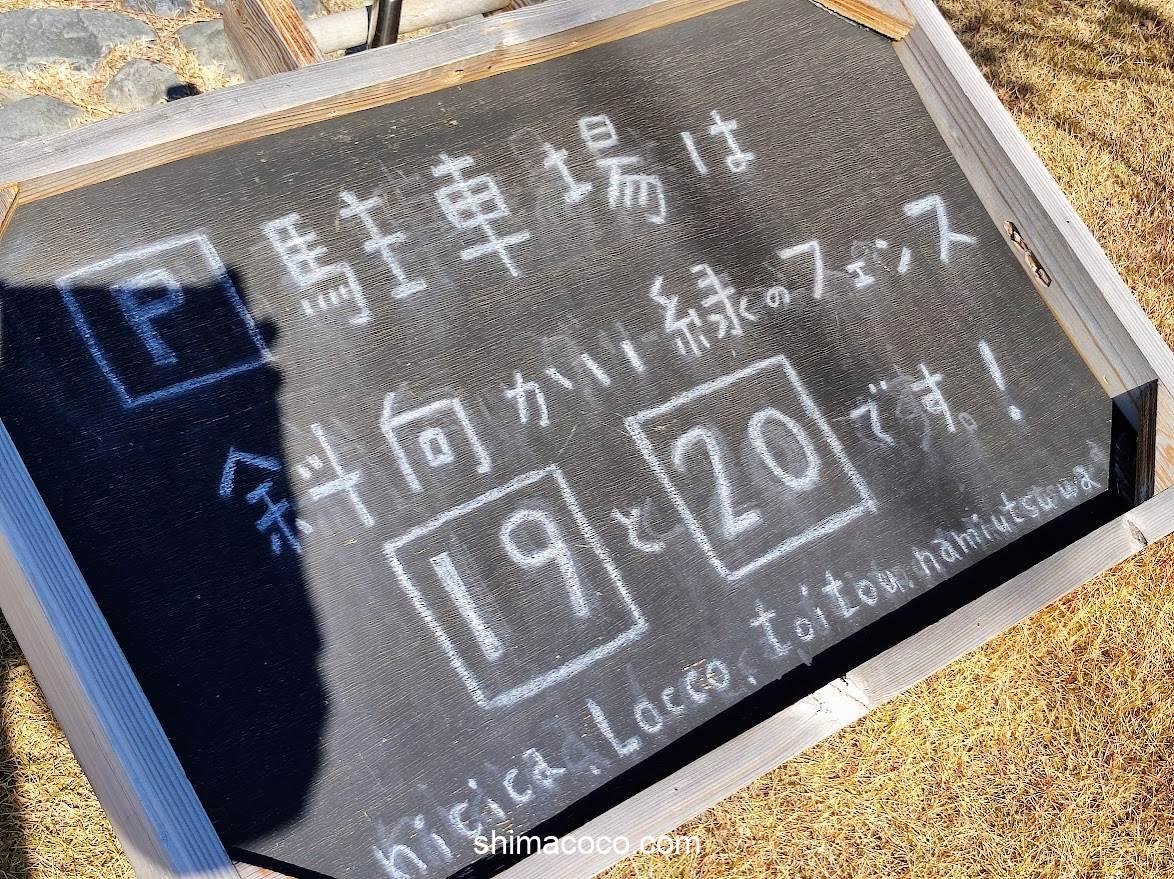 P 駐車場は
斜向かい緑のフェンス
19と20です。!
hisica Locco. toitou. namiutsuwa
shimacoco.com